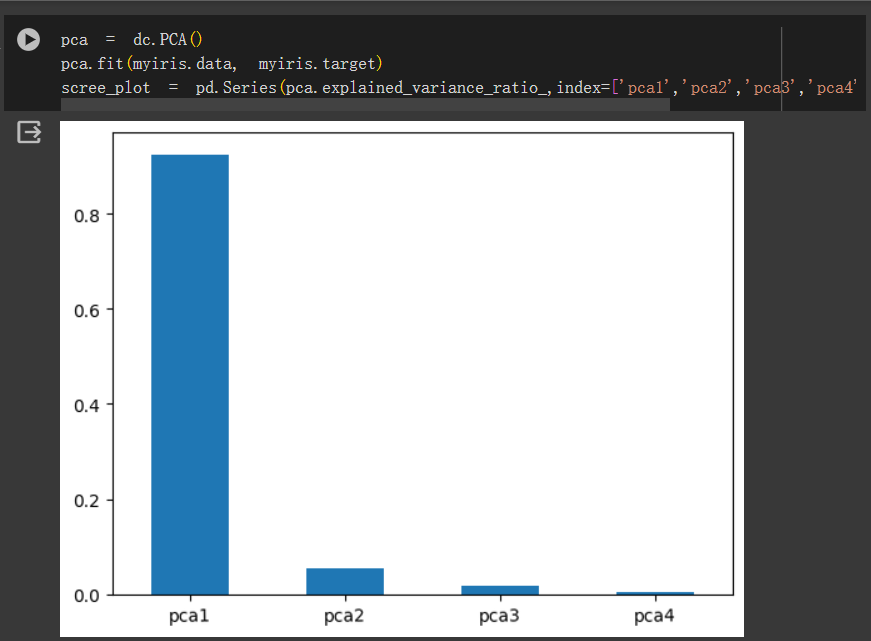 pca = dc.PCA()
pca.fit(myiris.data, myiris.target)
scree_plot = pd.Series(pca.explained_variance_ratio_,index=['pca1','pca2','pca3','pca4'
0.8
0.6
0.4
0.2
0.0
pca1 pca2 pca3 pca4